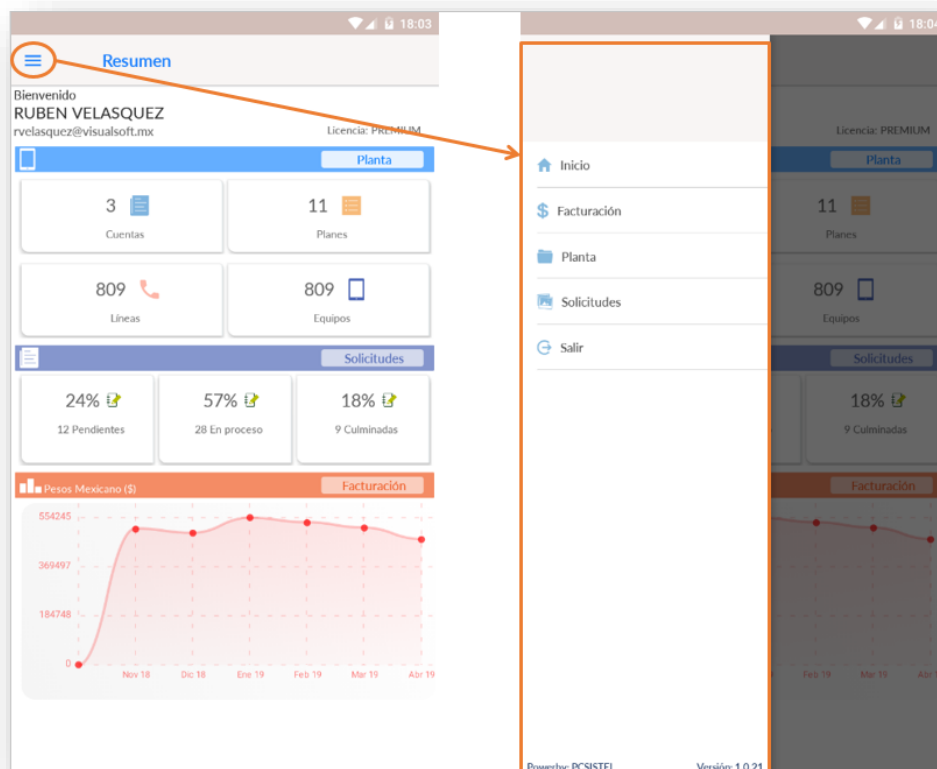 18:03
Resumen
Bienvenido
RUBEN VELASQUEZ
rvelasquez@visualsoft.mx
Licencia: PREMIUM
Planta
3
Cuentas
11
Planes
809
Líneas
809
Equipos
Solicitudes
24%
12 Pendientes
57%
28 En proceso
18%
9 Culminadas
Pesos Mexicano ($)
Facturación
554245
369497
184748
0
Nov 18 Dic 18 Ene 19 Feb 19 Mar 19 Abr 19
18:04
Inicio
Facturación
Planta
Solicitudes
Salir
Powerby: PCSISTEL
Versión: 1.0.21
Licencia: PREMIUM
Planta
11
Planes
809
Equipos
Solicitudes
18%
9 Culminadas
Facturación
Feb 19 Mar 19 Abr 1